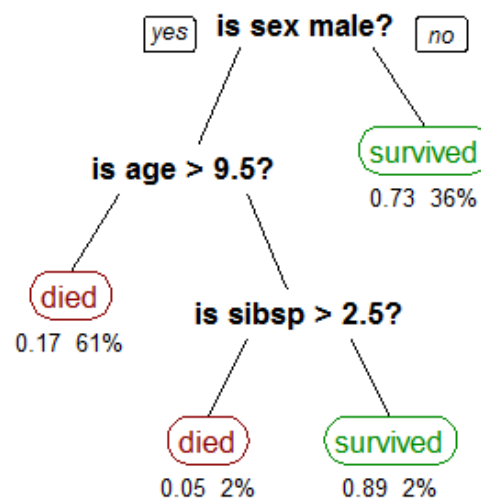 yes is sex male? no
survived
0.73 36%
is age > 9.5?
died
0.17 61%
is sibsp > 2.5?
died survived
0.05 2% 0.89 2%